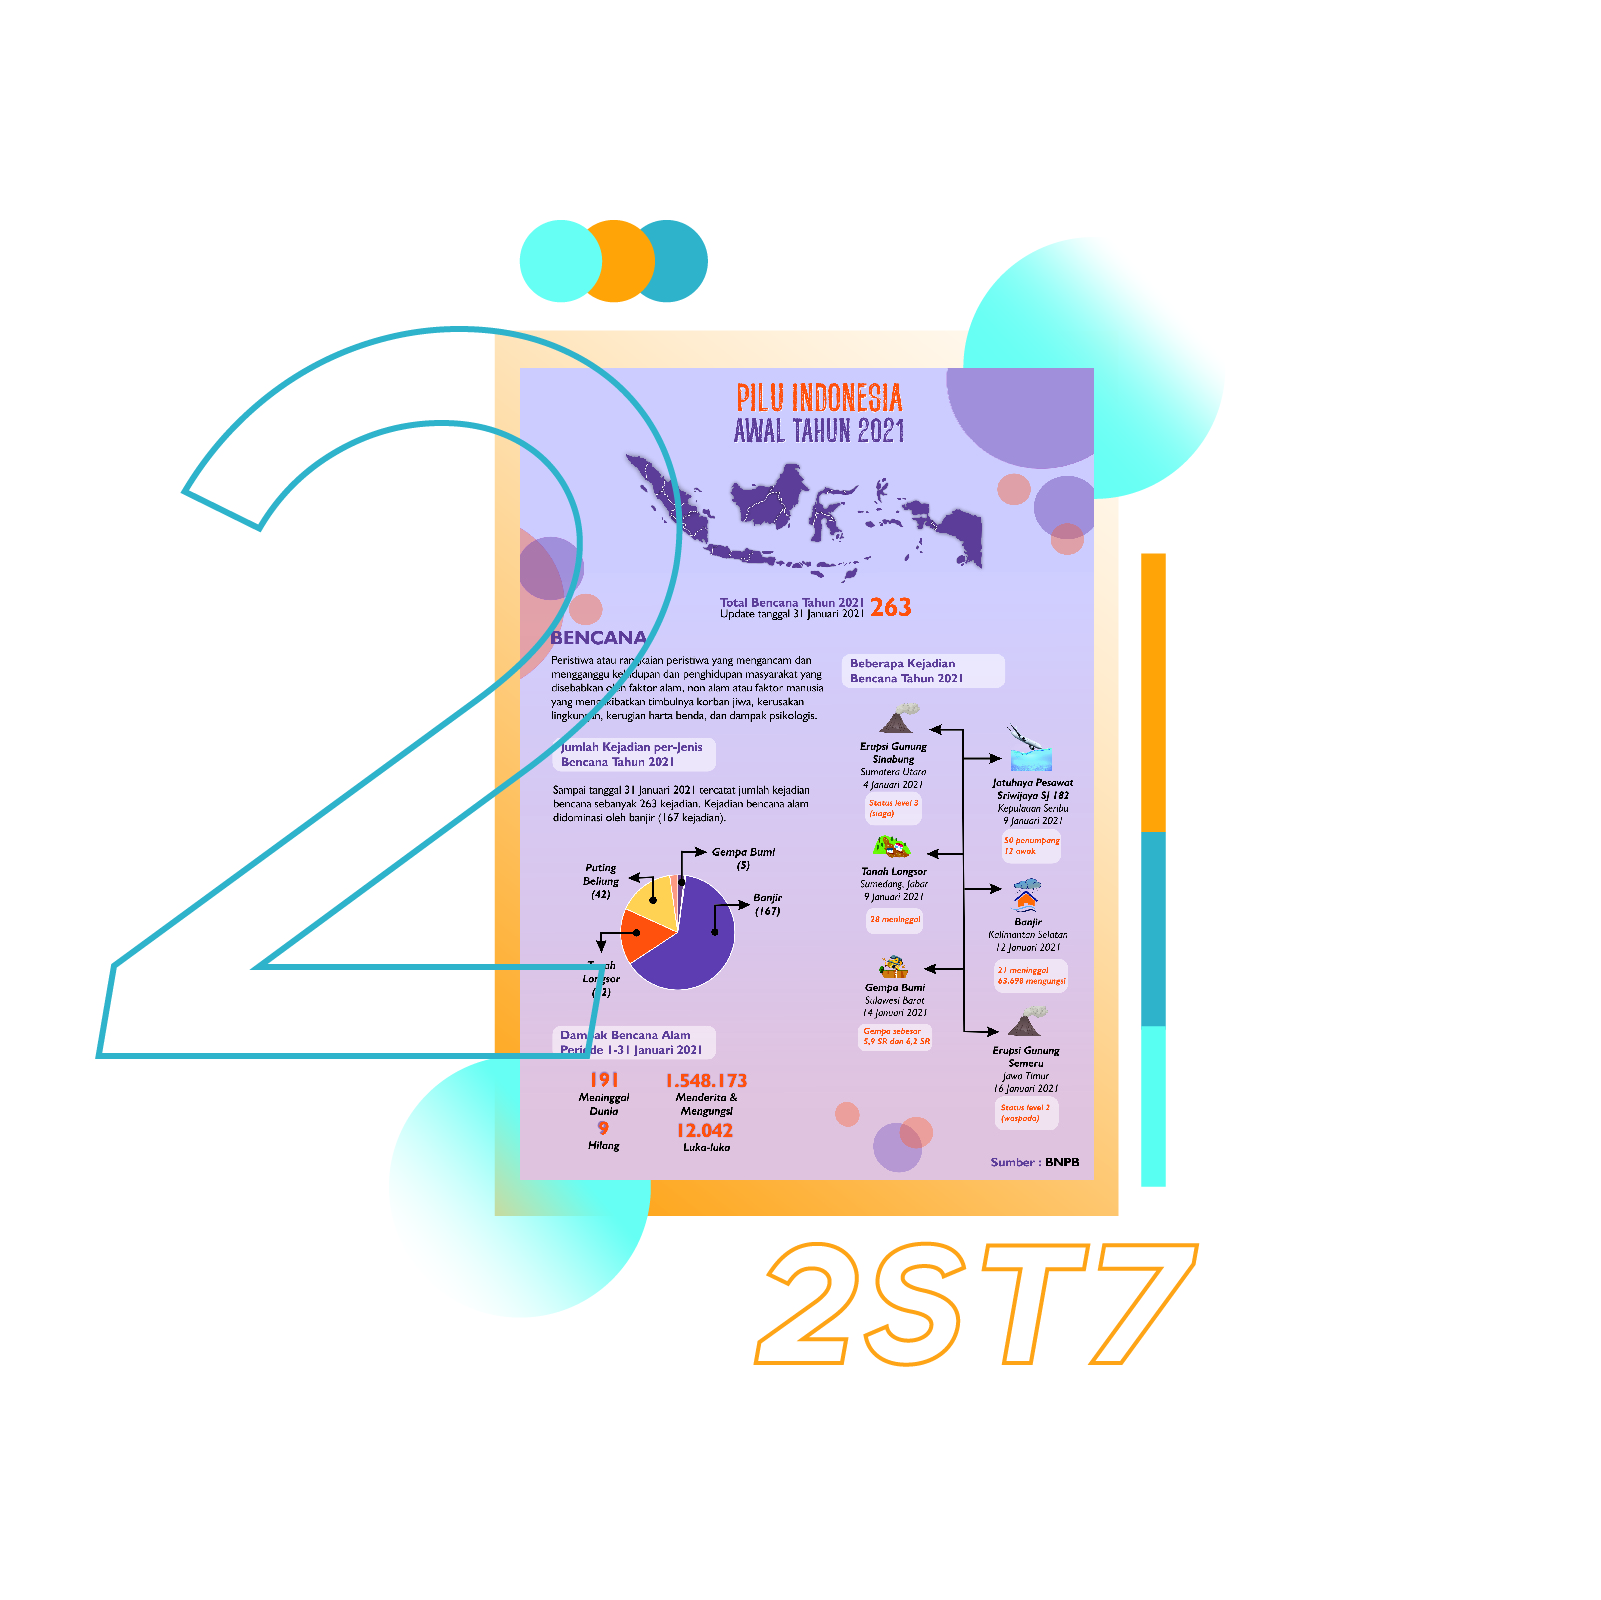 PILU INDONESIA
AWAL TAHUN 2021
Total Bencana Tahun 2021 263
Update tanggal 31 Januari 2021
BENCANA
Peristiwa atau rangkaian peristiwa yang mengancam dan
mengganggu kehidupan dan penghidupan masyarakat yang
disebabkan oleh faktor alam, non alam atau faktor manusia
yang mengakibatkan timbulnya korban jiwa, kerusakan
lingkungan, kerugian harta benda, dan dampak psikologis.
Jumlah Kejadian per-Jenis
Bencana Tahun 2021
Sampai tanggal 31 Januari 2021 tercatat jumlah kejadian
bencana sebanyak 263 kejadian. Kejadian bencana alam
didominasi oleh banjir (167 kejadian).
Gempa Bumi
(5)
Puting
Beliung
(42)
Banjir
(167)
Tanah
Longsor
Dampak Bencana Alam
Periode 1-31 Januari 2021
191
Meninggal
Dunia
1.548.173
Menderita &
Mengungsi
9
Hilang
12.042
Luka-luka
Beberapa Kejadian
Bencana Tahun 2021
Erupsi Gunung
Sinabung
Sumatera Utara
4 Januari 2021
Status level 3
(siaga)
Jatuhnya Pesawat
Sriwijaya SJ 182
Kepulauan Seribu
9 Januari 2021
50 penumpang
12 awak
Tanah Longsor
Sumedang, Jabar
9 Januari 2021
28 meninggal
Banjir
Kalimantan Selatan
12 Januari 2021
21 meninggal
63.698 mengungsi
Gempa Bumi
Sulawesi Barat
14 Januari 2021
Gempa sebesar
5,9 SR dan 6,2 SR
Erupsi Gunung
Semeru
Jawa Timur
16 Januari 2021
Status level 2
(waspada)
Sumber : BNPB
2
2ST7